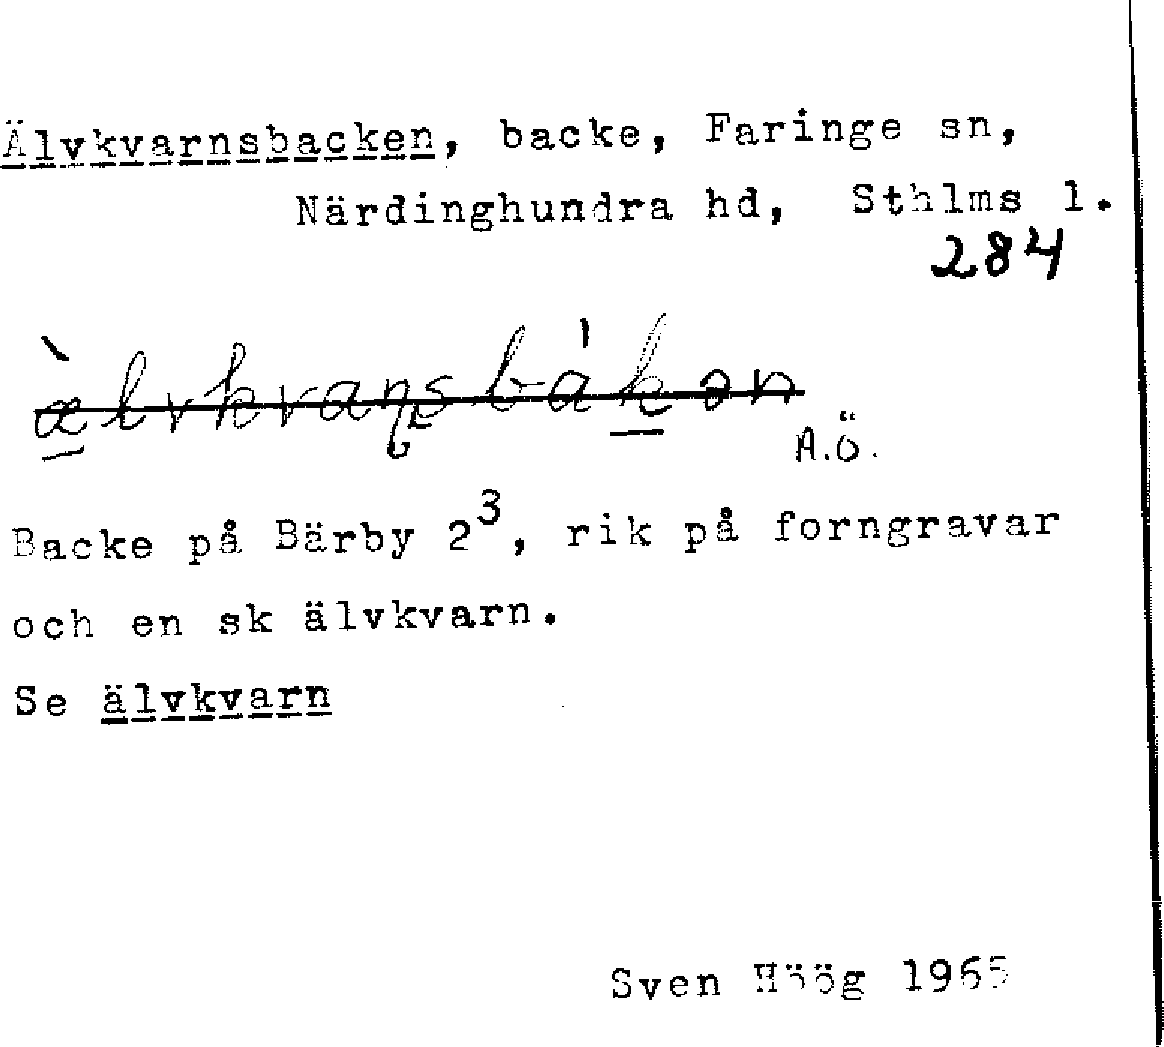 Älvkvarnsbacken, backe, Faringe sn,
Närdinghundra hd, Sthlms l.
284
A.Ö.
Backe på Bärby 2³, rik på forngravar
och en sk älvkvarn.
Se älvkvarn
Sven Höög 1965